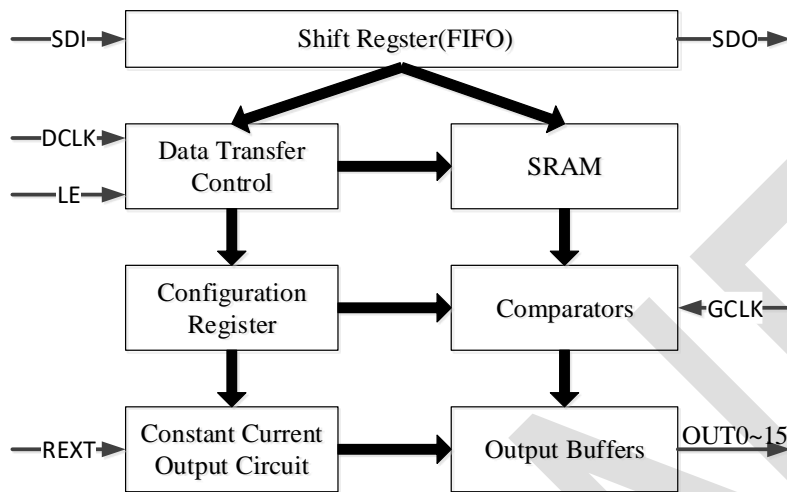 SDI
Shift Regster(FIFO)
SDO
DCLK
LE
Data Transfer
Control
SRAM
Configuration
Register
Comparators
GCLK
REXT
Constant Current
Output Circuit
Output Buffers
OUT0~15